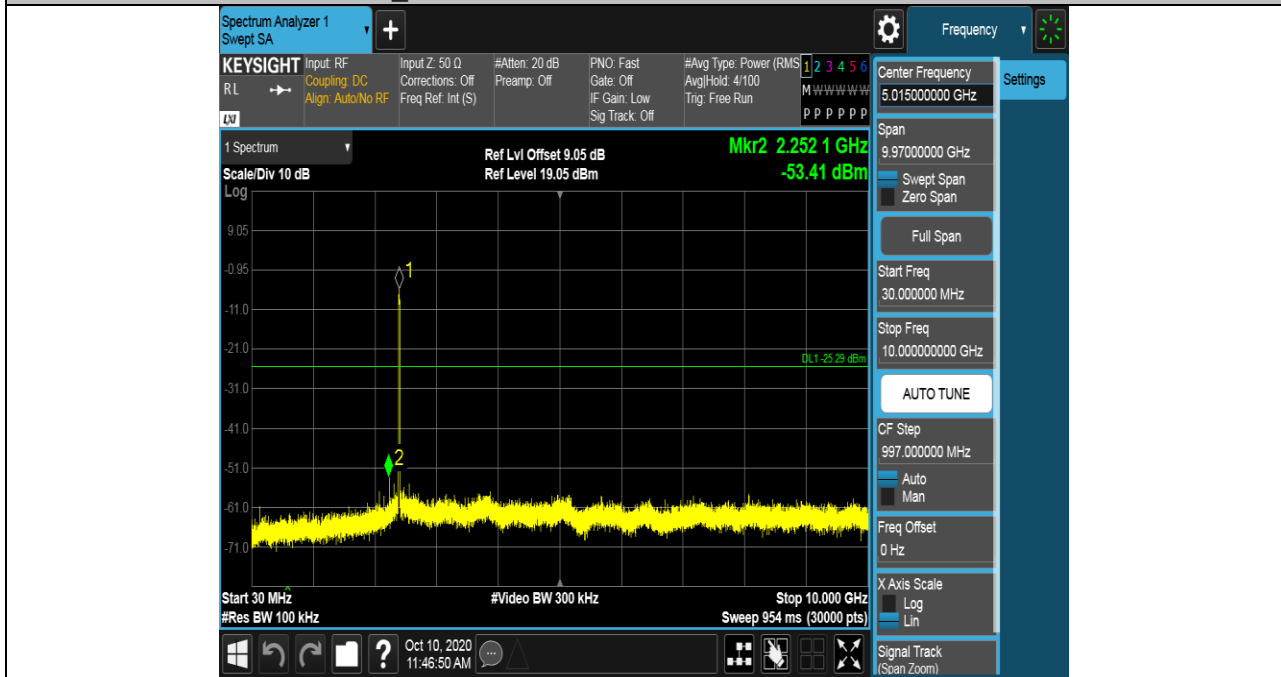 Spectrum Analyzer 1
Swept SA
+
Frequency
KEYSIGHT
RL
LXI
Input: RF
Coupling: DC
Align: Auto/No RF
Input Z: 50 Ω
Corrections: Off
Freq Ref: Int (S)
#Atten: 20 dB
Preamp: Off
PNO: Fast
Gate: Off
IF Gain: Low
Sig Track: Off
#Avg Type: Power (RMS
Avg|Hold: 4/100
Trig: Free Run
1 2 3 4 5 6
M W W W W W
P P P P P P
1 Spectrum
Scale/Div 10 dB
Ref Lvl Offset 9.05 dB
Ref Level 19.05 dBm
Mkr2 2.252 1 GHz
-53.41 dBm
Log
9.05
-0.95
-11.0
-21.0
-31.0
-41.0
-51.0
-61.0
-71.0
1
DL1 -25.29 dBm
2
Start 30 MHz
#Res BW 100 kHz
#Video BW 300 kHz
Stop 10.000 GHz
Sweep 954 ms (30000 pts)
?
Oct 10, 2020
11:46:50 AM
Center Frequency
5.015000000 GHz
Settings
Span
9.97000000 GHz
Swept Span
Zero Span
Full Span
Start Freq
30.000000 MHz
Stop Freq
10.000000000 GHz
AUTO TUNE
CF Step
997.000000 MHz
Auto
Man
Freq Offset
0 Hz
X Axis Scale
Log
Lin
Signal Track
(Span Zoom)